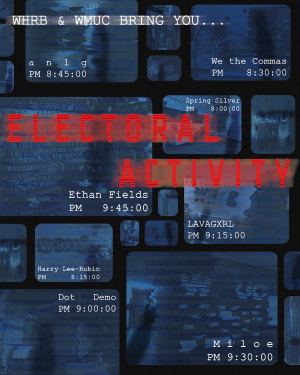 WHRB & WMUC BRING YOU...
a n l g
PM 8:45:00
We the Commas
PM 8:30:00
Spring Silver
PM 8:00:00
ELECTORAL
ACTIVITY
Ethan Fields
PM 9:45:00
LAVAGXRL
PM 9:15:00
Harry Lee-Rubin
PM 8:15:00
Dot Demo
PM 9:00:00
M i l o e
PM 9:30:00